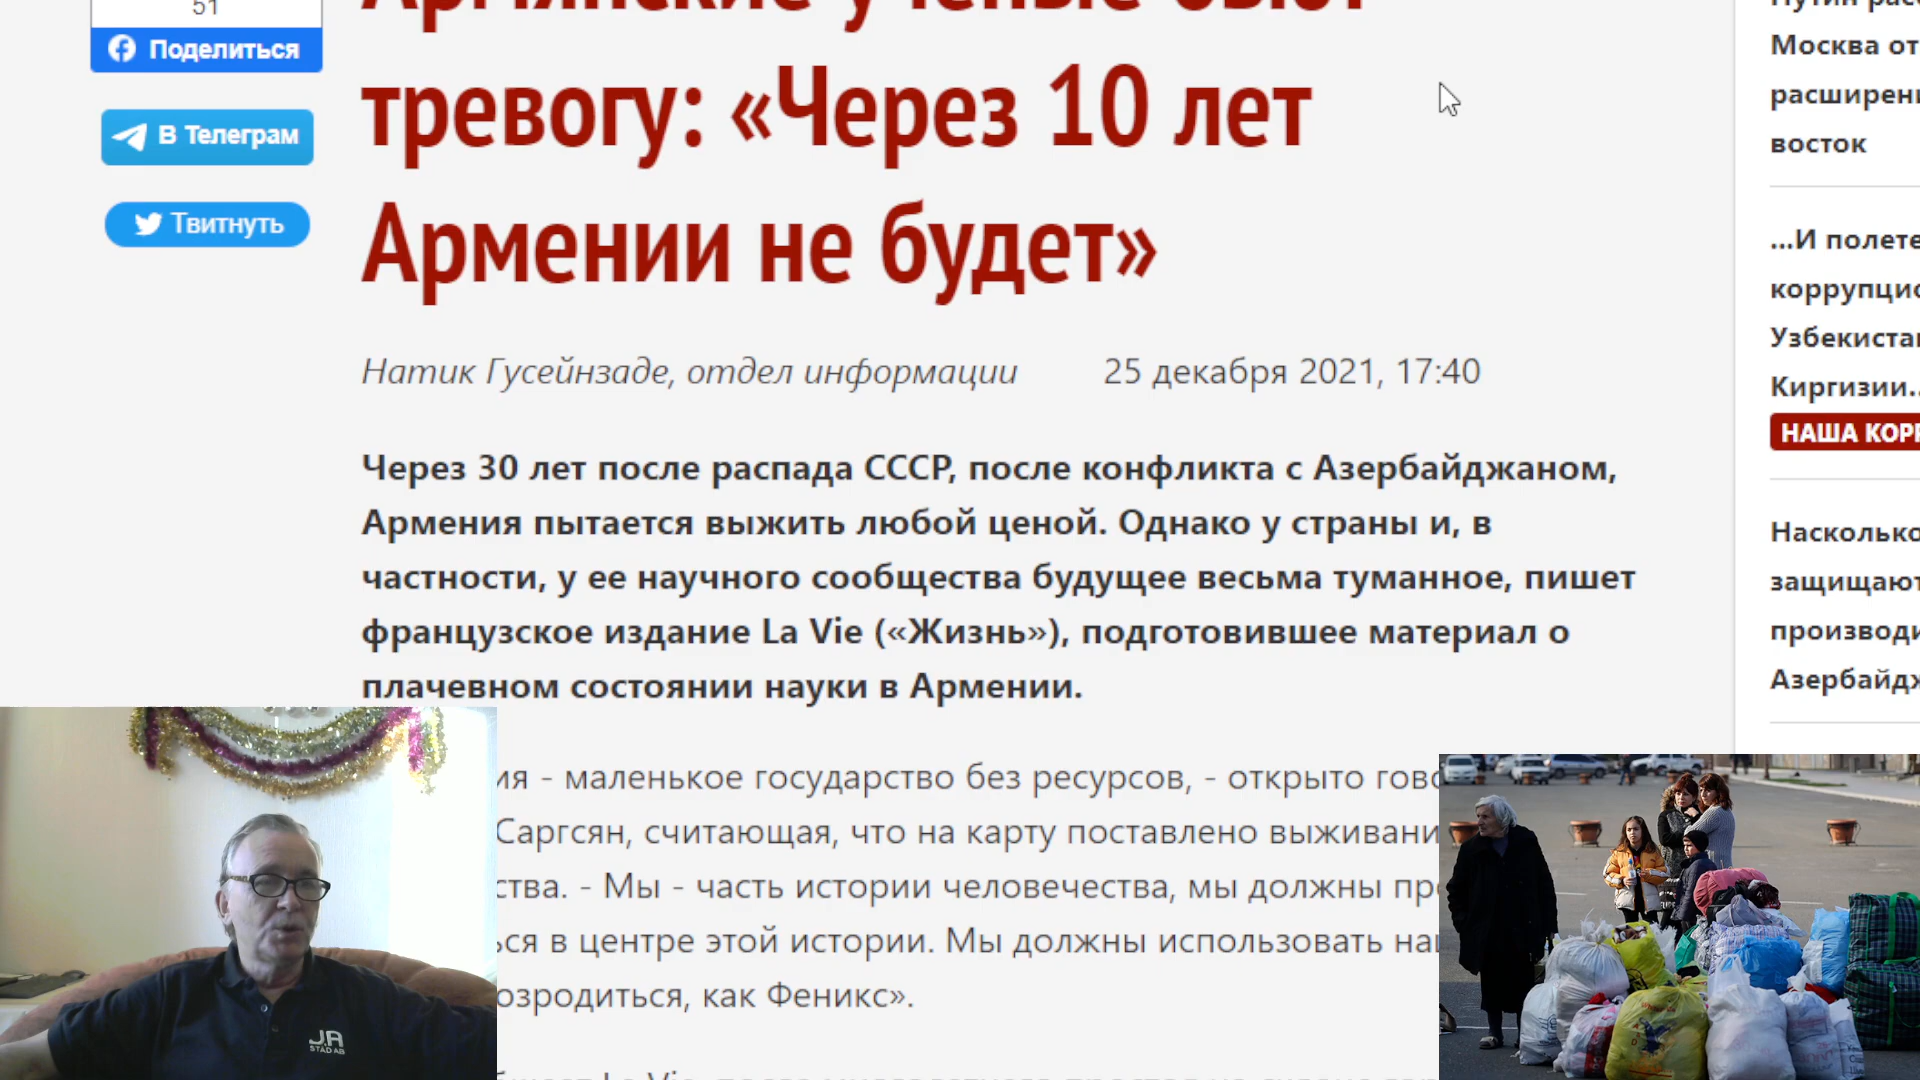 51
Поделиться
В Телеграм
Твитнуть
Армянские ученые бьют
тревогу: «Через 10 лет
Армении не будет»
Натик Гусейнзаде, отдел информации 25 декабря 2021, 17:40
Через 30 лет после распада СССР, после конфликта с Азербайджаном,
Армения пытается выжить любой ценой. Однако у страны и, в
частности, у ее научного сообщества будущее весьма туманное, пишет
французское издание La Vie («Жизнь»), подготовившее материал о
плачевном состоянии науки в Армении.
ия - маленькое государство без ресурсов, - открыто гово
Саргсян, считающая, что на карту поставлено выживани
ства. - Мы - часть истории человечества, мы должны пр
ся в центре этой истории. Мы должны использовать на
озродиться, как Феникс».
Москва от
расширен
восток
...И полете
коррупцио
Узбекиста
Киргизии..
НАША КОР
Насколько
защищают
производи
Азербайдж
J.A
STÄD AB